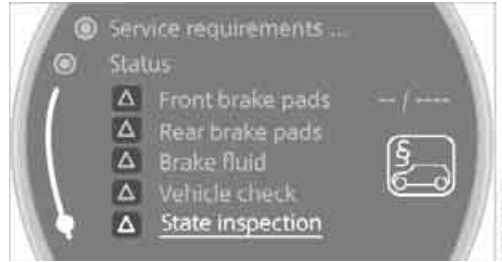 Service requirements ...
Status
Front brake pads -- / ----
Rear brake pads
Brake fluid
§
Vehicle check
State inspection